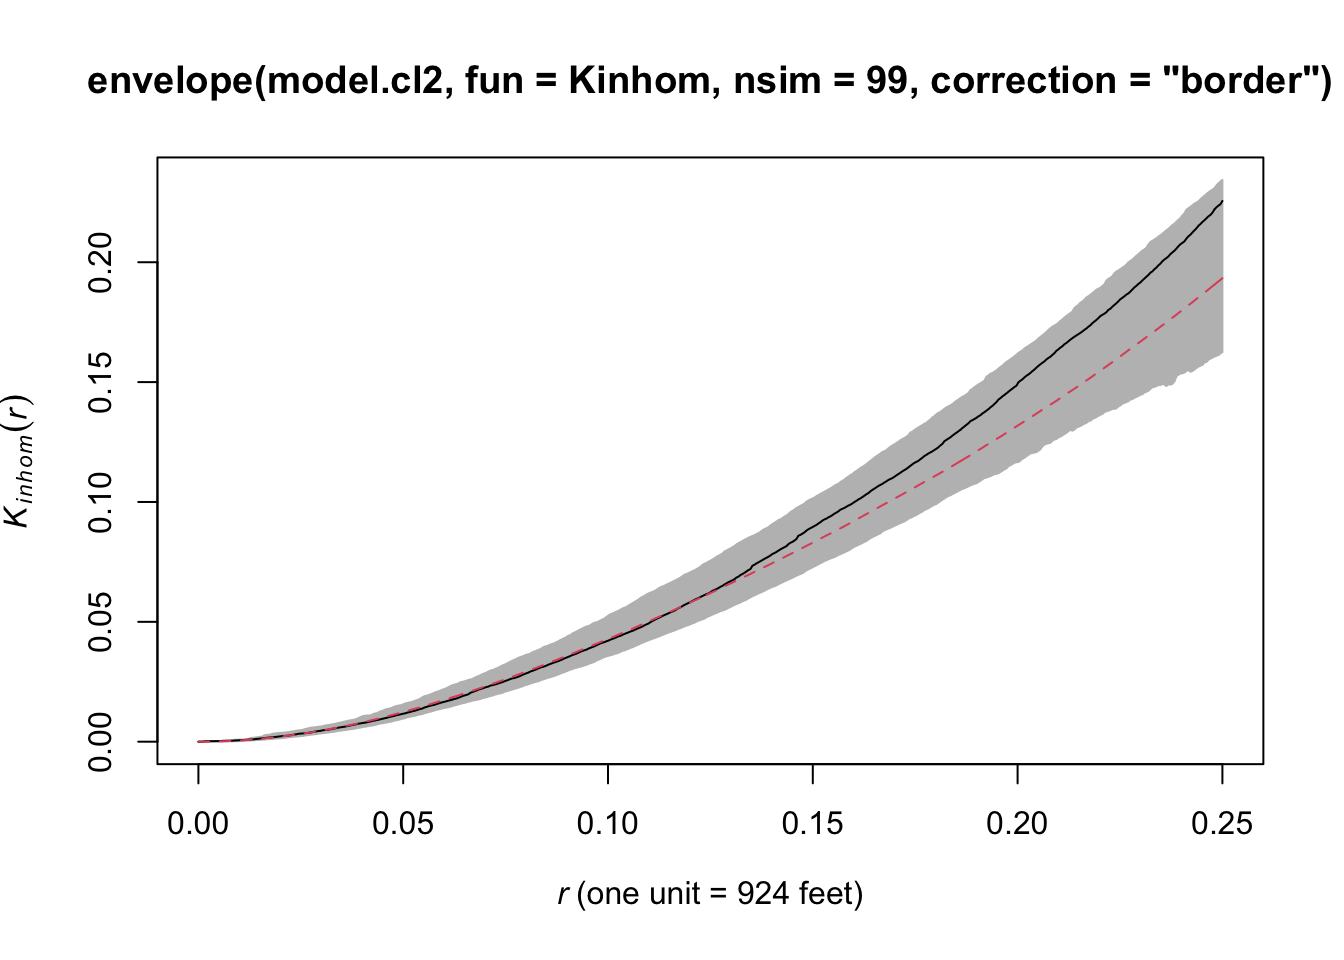 envelope(model.cl2, fun = Kinhom, nsim = 99, correction = "border")
K_inhom(r)
0.20
0.15
0.10
0.05
0.00
0.00 0.05 0.10 0.15 0.20 0.25
r (one unit = 924 feet)